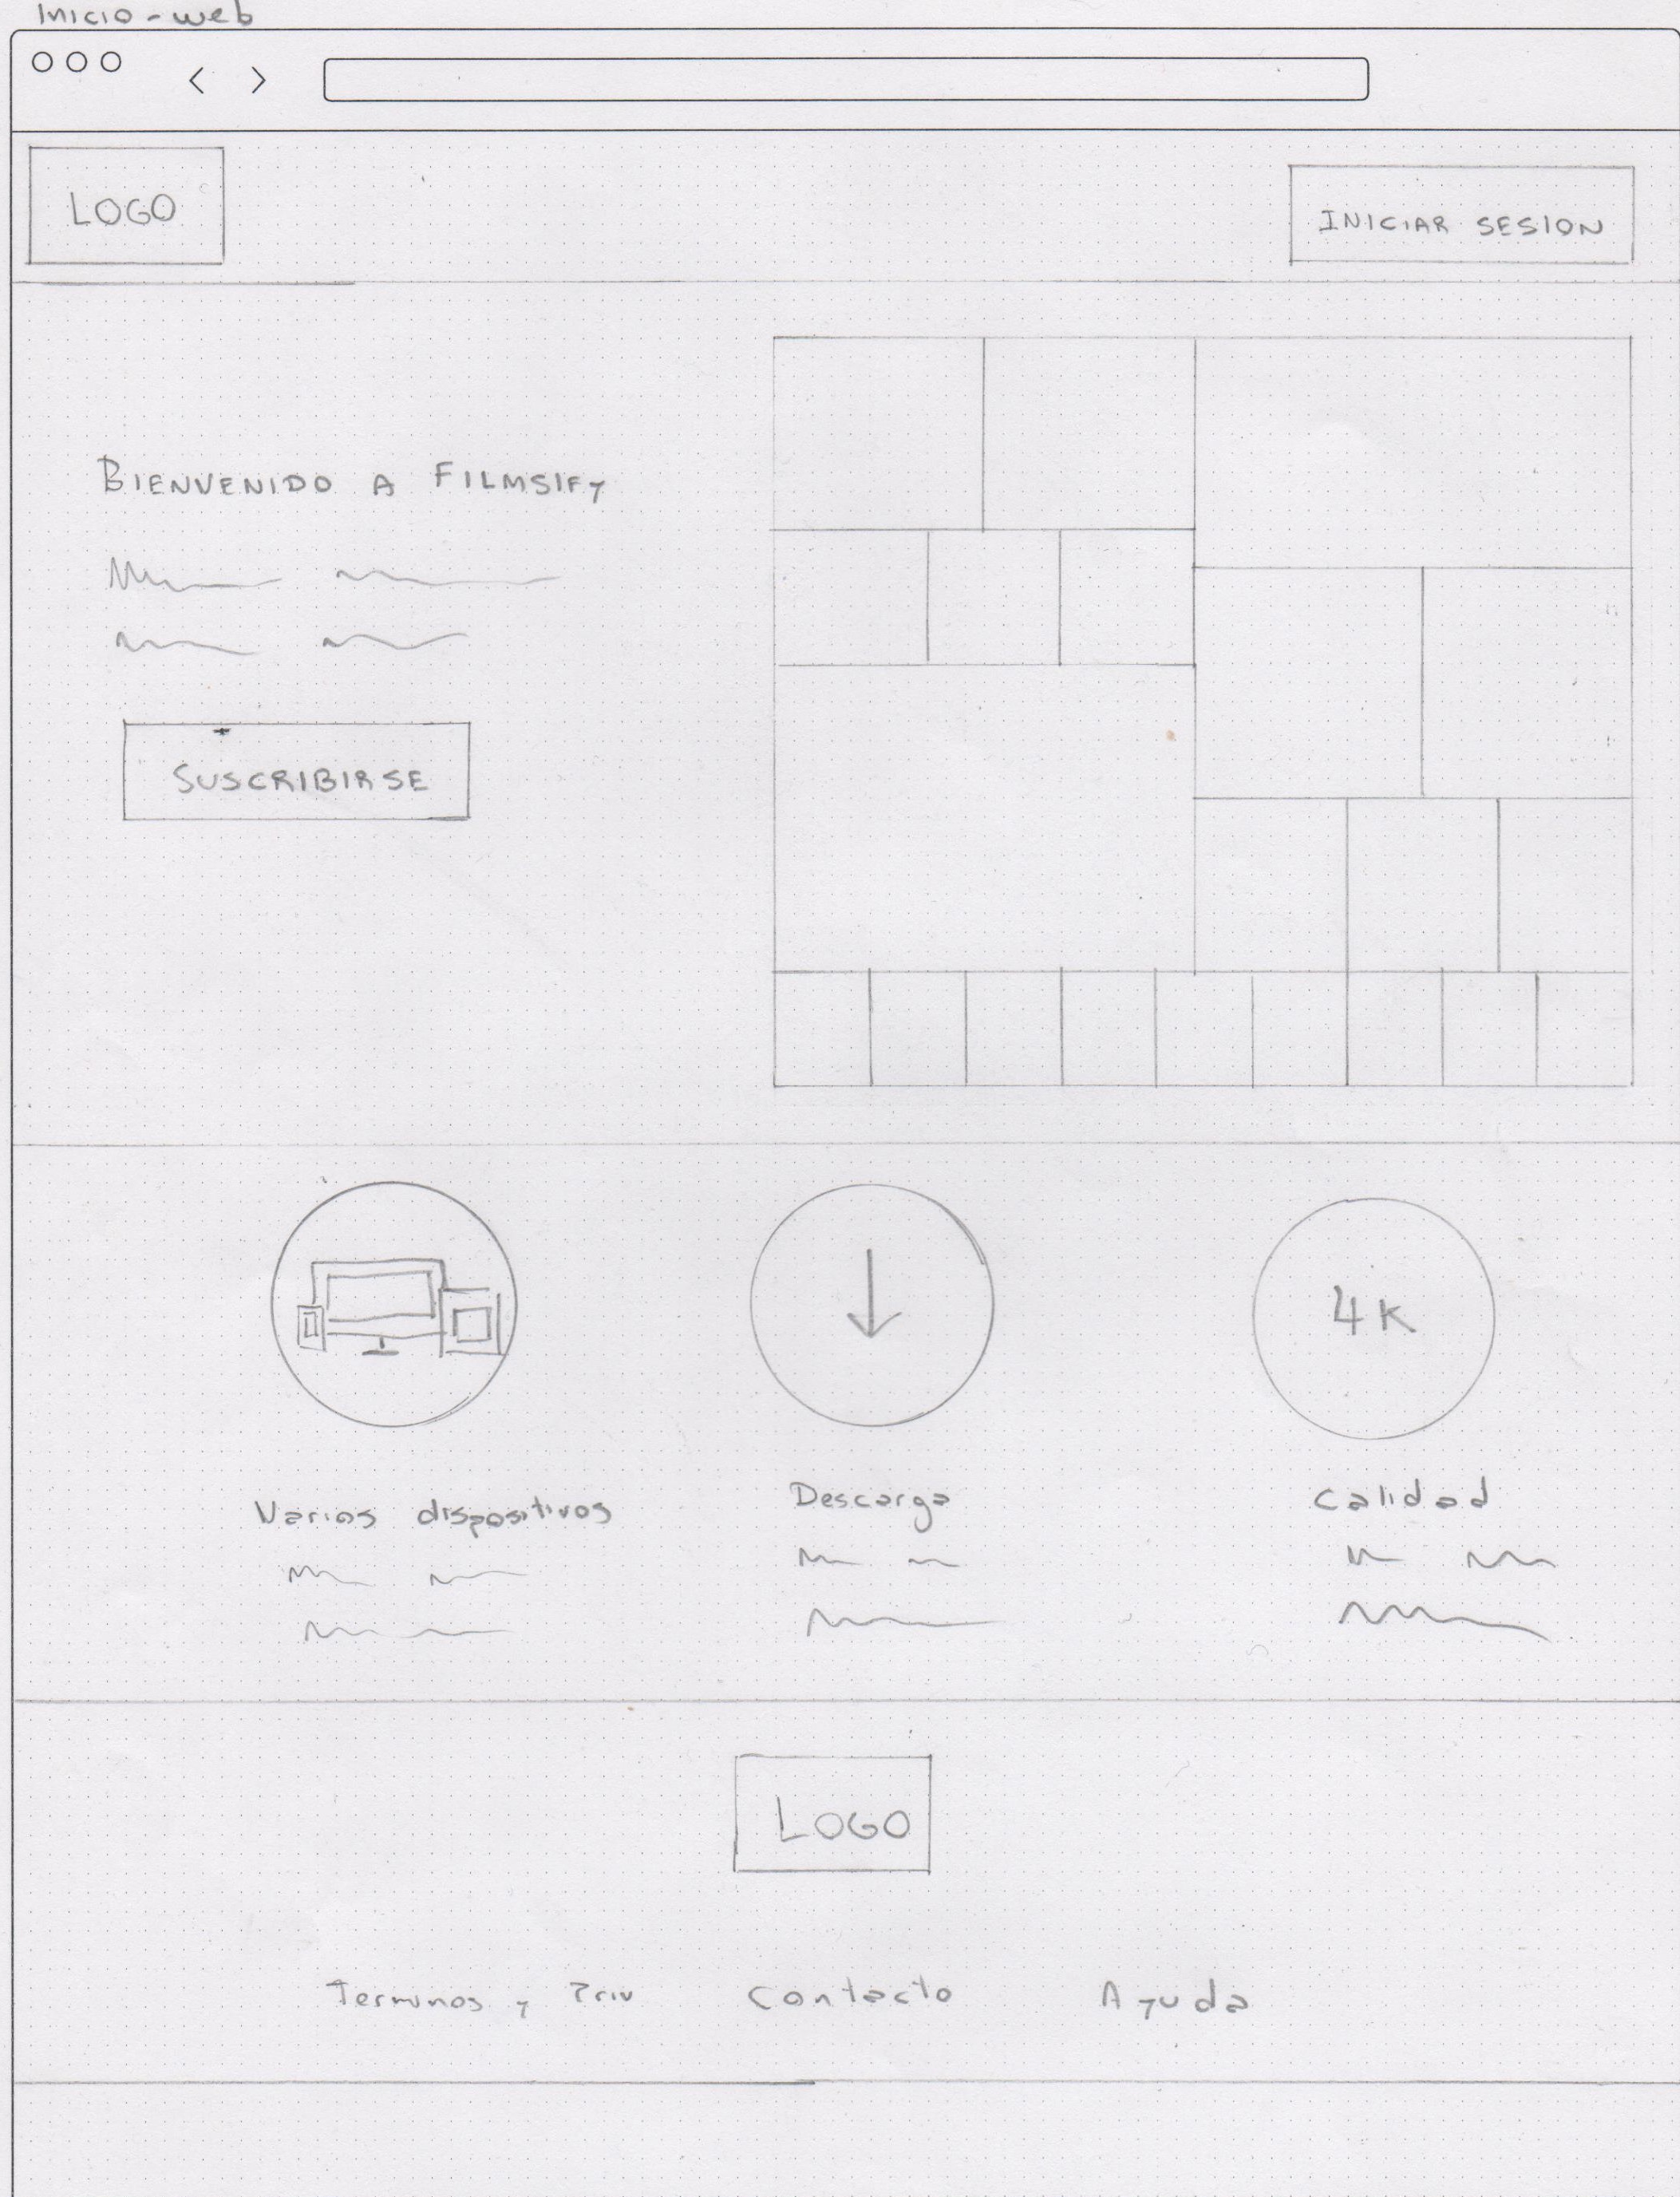 Inicio - web
LOGO
INICIAR SESION
BIENVENIDO A FILMSIFY
SUSCRIBIRSE
4K
Varios dispositivos
Descarga
Calidad
LOGO
Terminos y Priv
Contacto
Ayuda